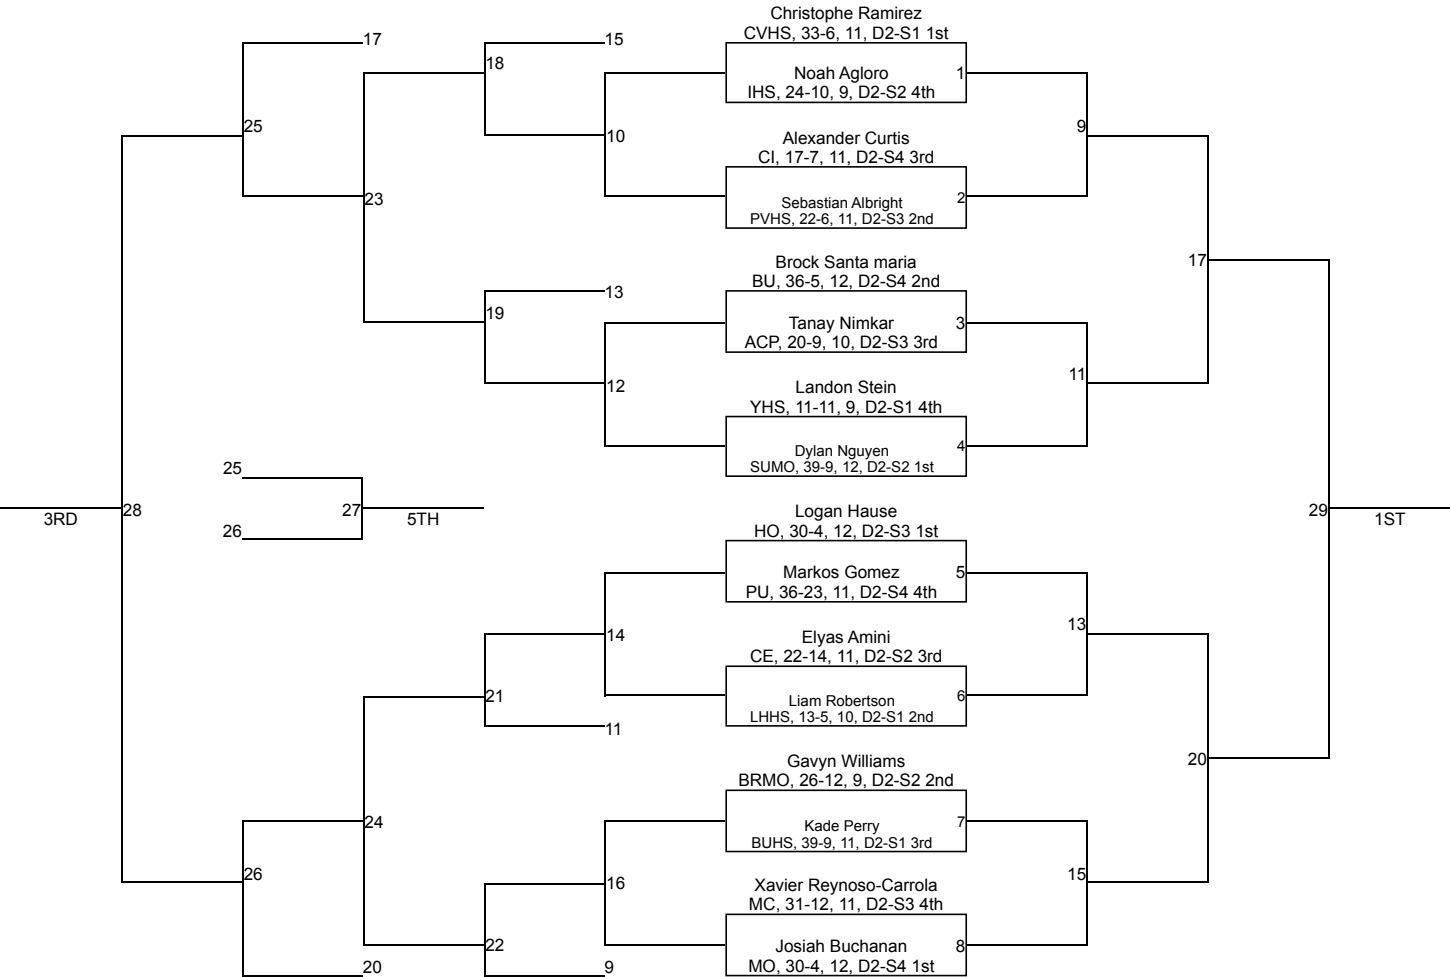 Christophe Ramirez
CVHS, 33-6, 11, D2-S1 1st
17
15
18
Noah Agloro
1
IHS, 24-10, 9, D2-S2 4th
25
10
9
Alexander Curtis
CI, 17-7, 11, D2-S4 3rd
23
Sebastian Albright
2
PVHS, 22-6, 11, D2-S3 2nd
Brock Santa maria
17
BU, 36-5, 12, D2-S4 2nd
13
19
Tanay Nimkar
3
ACP, 20-9, 10, D2-S3 3rd
11
12
Landon Stein
YHS, 11-11, 9, D2-S1 4th
Dylan Nguyen
4
SUMO, 39-9, 12, D2-S2 1st
25
28
27
29
3RD
5TH
1ST
Logan Hause
26
HO, 30-4, 12, D2-S3 1st
Markos Gomez
5
PU, 36-23, 11, D2-S4 4th
13
14
Elyas Amini
CE, 22-14, 11, D2-S2 3rd
21
Liam Robertson
6
LHHS, 13-5, 10, D2-S1 2nd
11
Gavyn Williams
20
BRMO, 26-12, 9, D2-S2 2nd
24
Kade Perry
7
BUHS, 39-9, 11, D2-S1 3rd
26
16
15
Xavier Reynoso-Carrola
MC, 31-12, 11, D2-S3 4th
22
Josiah Buchanan
8
20
9
MO, 30-4, 12, D2-S4 1st